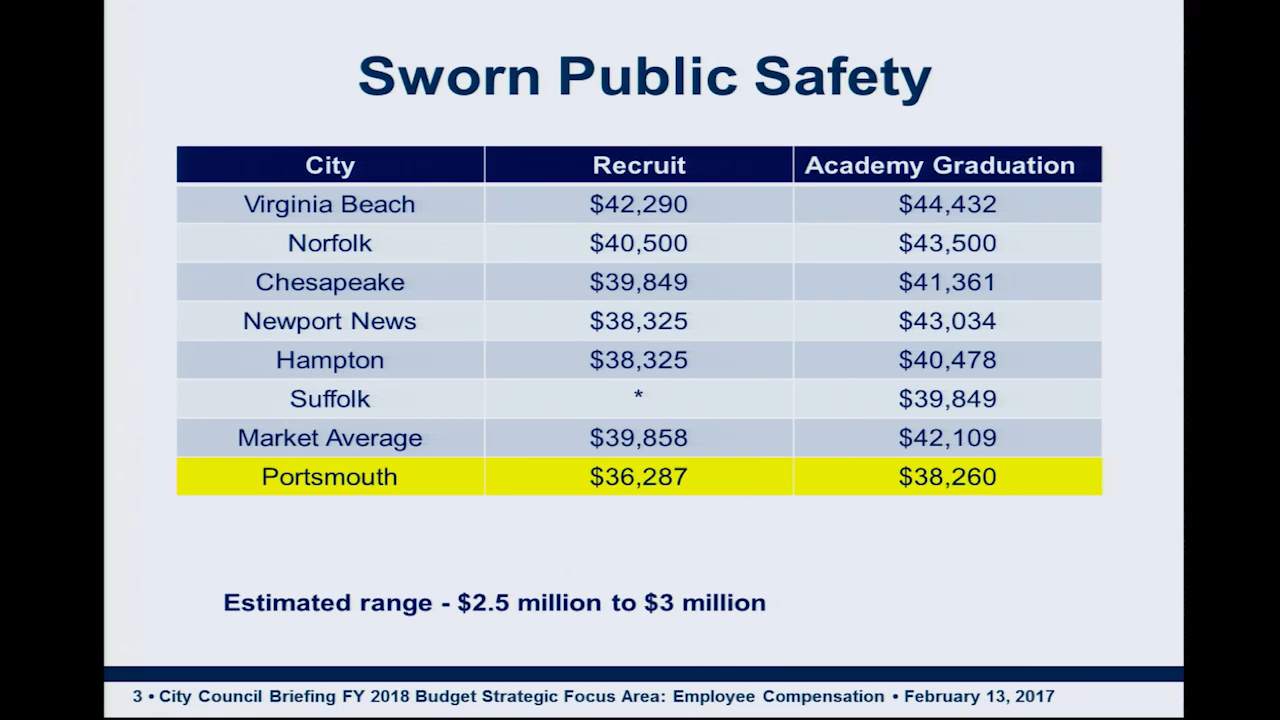 Sworn Public Safety
City Recruit Academy Graduation
Virginia Beach $42,290 $44,432
Norfolk $40,500 $43,500
Chesapeake $39,849 $41,361
Newport News $38,325 $43,034
Hampton $38,325 $40,478
Suffolk * $39,849
Market Average $39,858 $42,109
Portsmouth $36,287 $38,260
Estimated range - $2.5 million to $3 million
3 • City Council Briefing FY 2018 Budget Strategic Focus Area: Employee Compensation • February 13, 2017